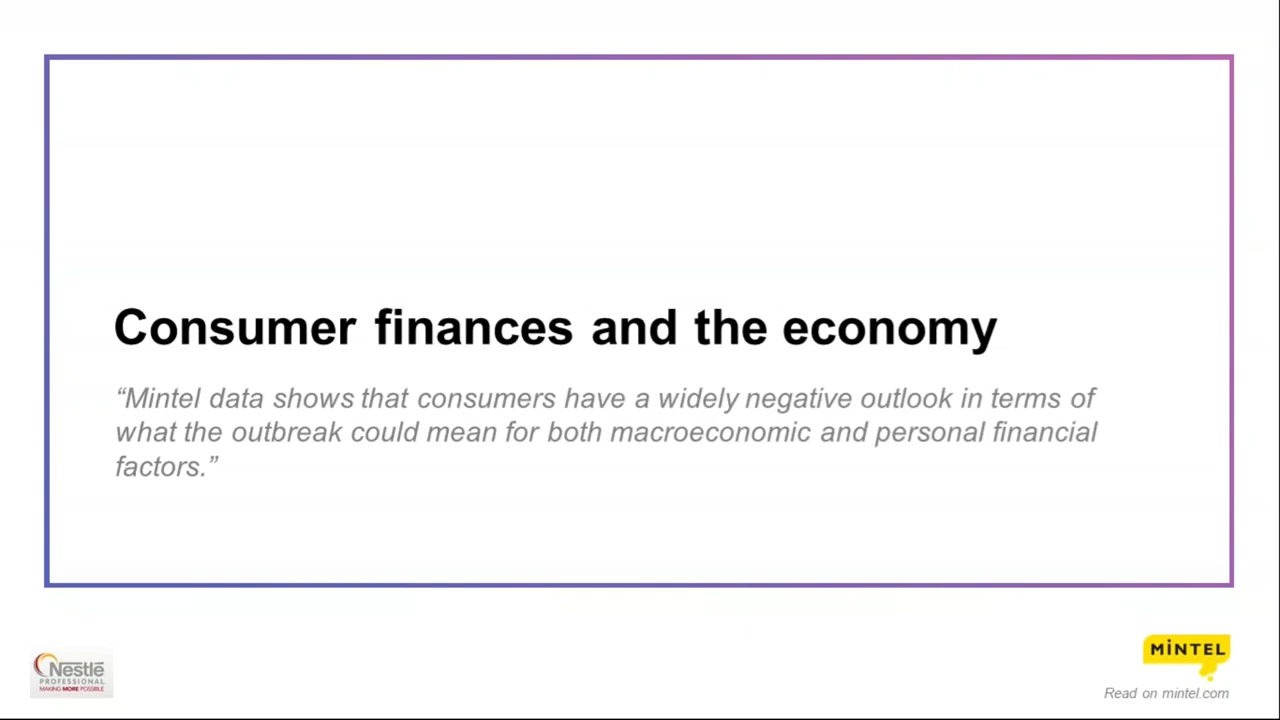 Consumer finances and the economy
“Mintel data shows that consumers have a widely negative outlook in terms of
what the outbreak could mean for both macroeconomic and personal financial
factors.”
Nestlé
PROFESSIONAL.
MAKING MORE POSSIBLE
MiNTEL
Read on mintel.com